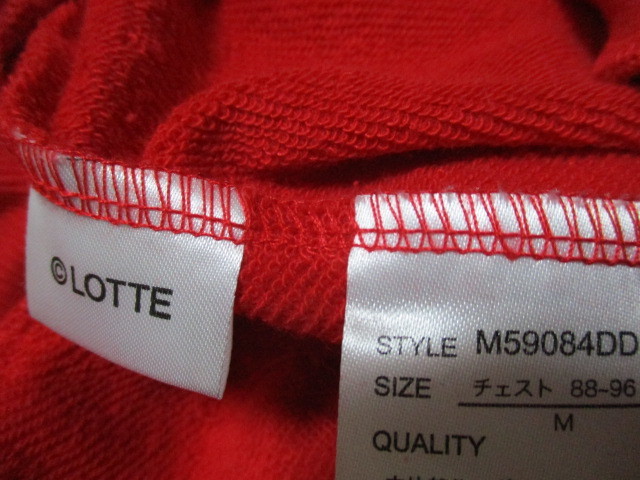 ©LOTTE
STYLE M59084DD
SIZE チェスト 88-96
M
QUALITY